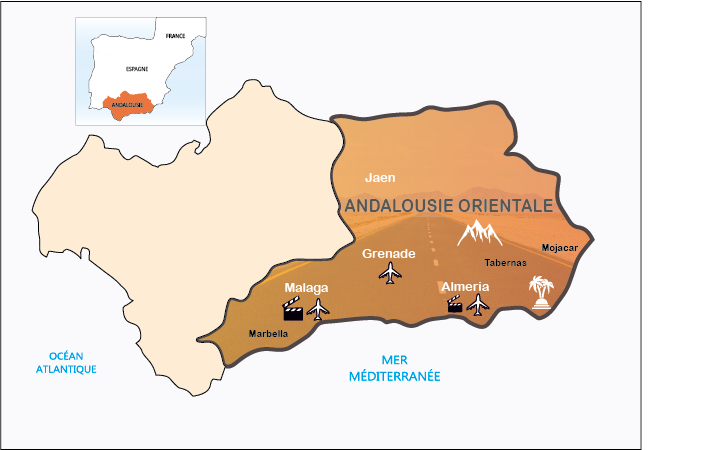 FRANCE
ESPAGNE
ANDALOUSIE
Jaen
ANDALOUSIE ORIENTALE
Mojacar
Grenade
Tabernas
Malaga
Almeria
Marbella
OCÉAN
ATLANTIQUE
MER
MÉDITERRANÉE